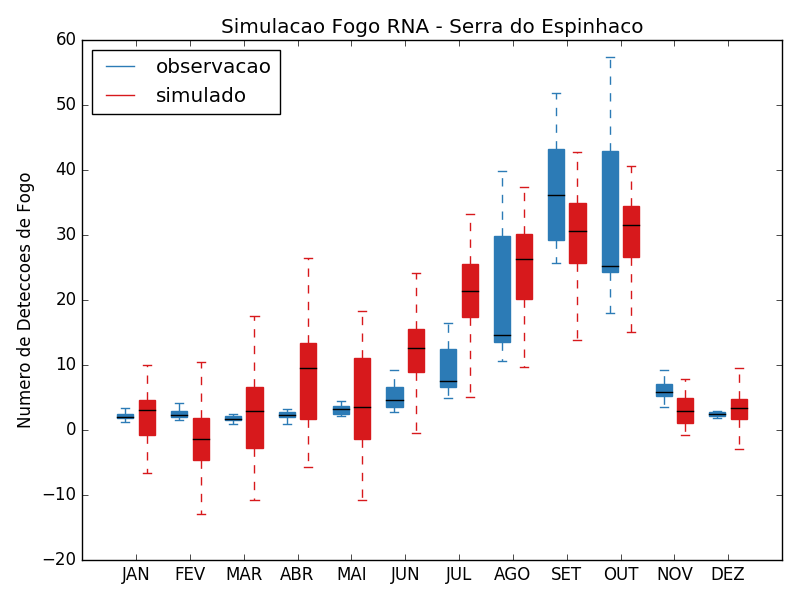 Simulacao Fogo RNA - Serra do Espinhaco
observacao
simulado
Numero de Deteccoes de Fogo
60
50
40
30
20
10
0
−10
−20
JAN FEV MAR ABR MAI JUN JUL AGO SET OUT NOV DEZ